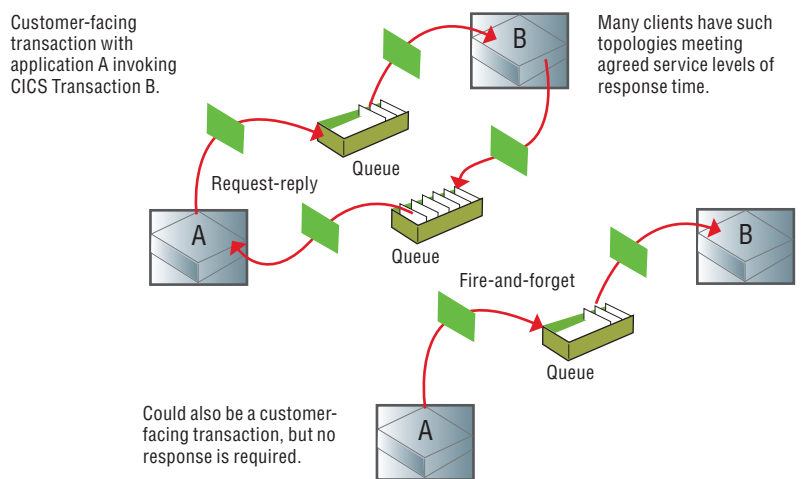 Customer-facing
transaction with
application A invoking
CICS Transaction B.
B
Many clients have such
topologies meeting
agreed service levels of
response time.
Queue
Request-reply
A
Queue
B
Fire-and-forget
Queue
Could also be a customer-
facing transaction, but no
response is required.
A